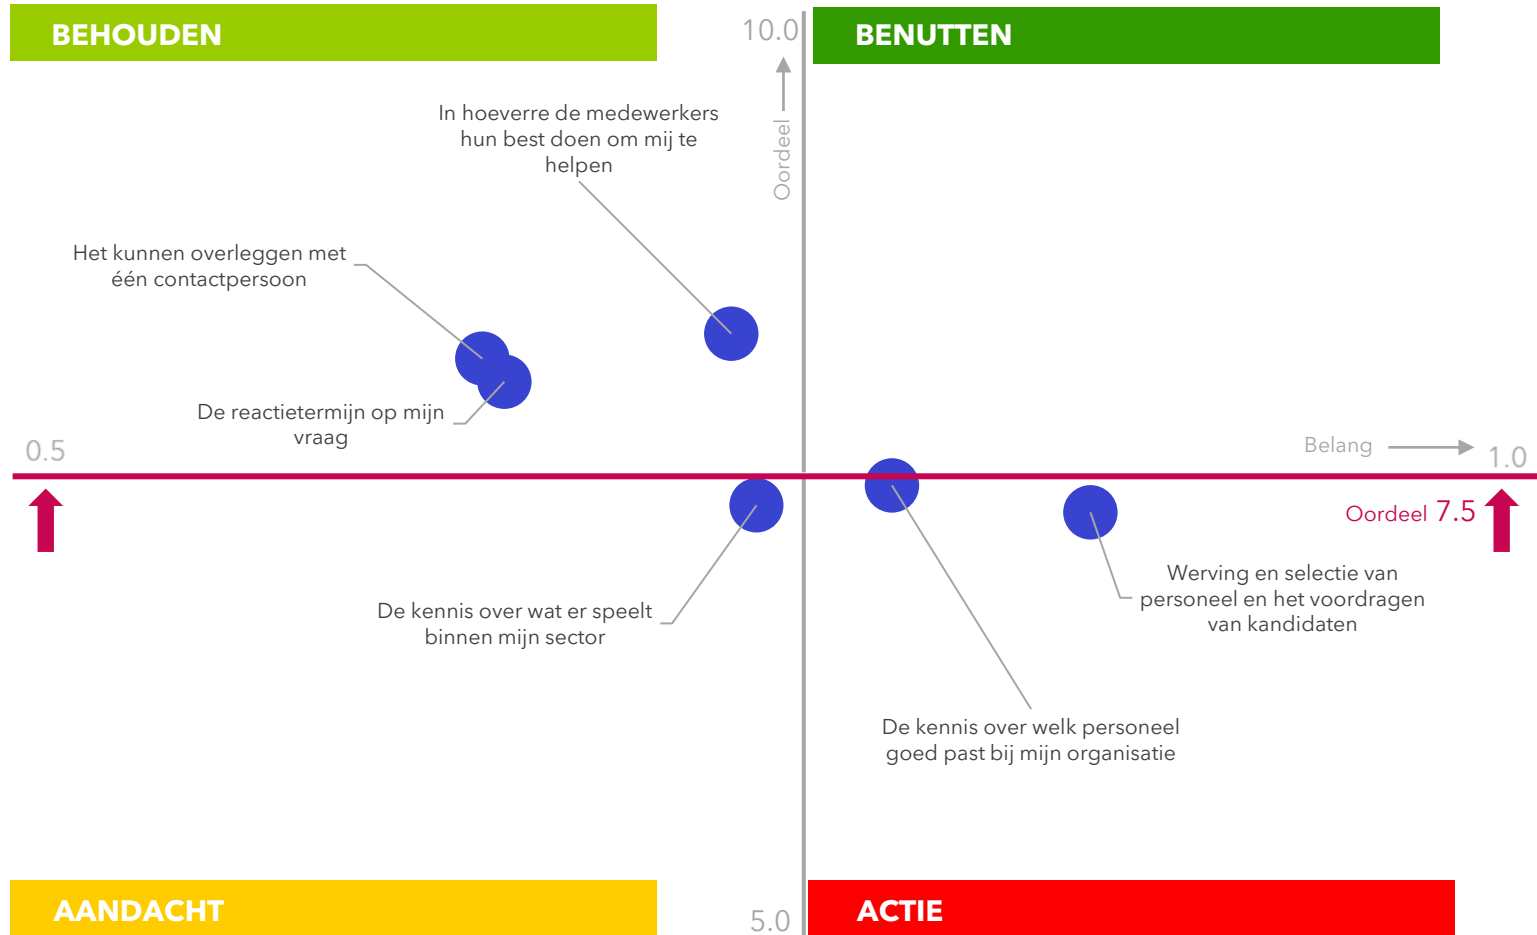 BEHOUDEN
10.0
BENUTTEN
Oordeel
In hoeverre de medewerkers
hun best doen om mij te
helpen
Het kunnen overleggen met
één contactpersoon
De reactietermijn op mijn
vraag
0.5
Belang
1.0
Oordeel 7.5
De kennis over wat er speelt
binnen mijn sector
Werving en selectie van
personeel en het voordragen
van kandidaten
De kennis over welk personeel
goed past bij mijn organisatie
AANDACHT
5.0
ACTIE